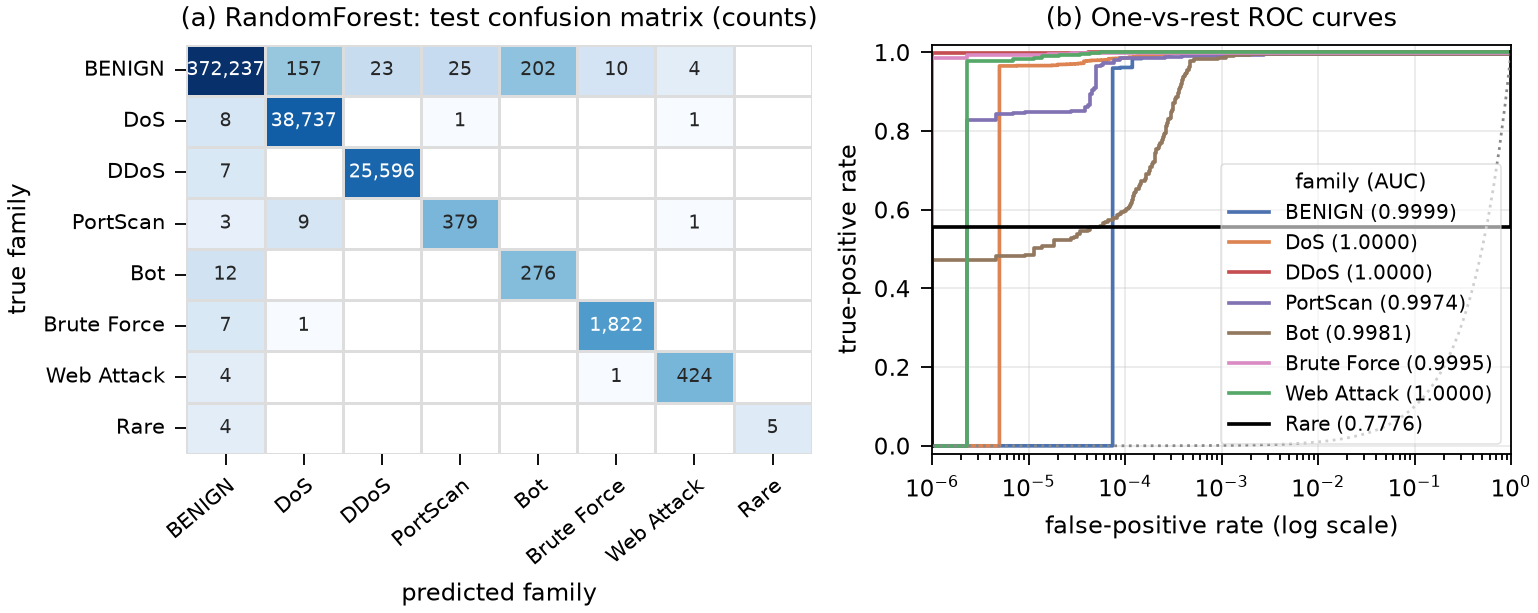 (a) RandomForest: test confusion matrix (counts)
true family
BENIGN 372,237 157 23 25 202 10 4
DoS 8 38,737 1 1
DDoS 7 25,596
PortScan 3 9 379 1
Bot 12 276
Brute Force 7 1 1,822
Web Attack 4 1 424
Rare 4 5
BENIGN DoS DDoS PortScan Bot Brute Force Web Attack Rare
predicted family
(b) One-vs-rest ROC curves
true-positive rate
1.0
0.8
0.6
0.4
0.2
0.0
family (AUC)
BENIGN (0.9999)
DoS (1.0000)
DDoS (1.0000)
PortScan (0.9974)
Bot (0.9981)
Brute Force (0.9995)
Web Attack (1.0000)
Rare (0.7776)
10⁻⁶ 10⁻⁵ 10⁻⁴ 10⁻³ 10⁻² 10⁻¹ 10⁰
false-positive rate (log scale)